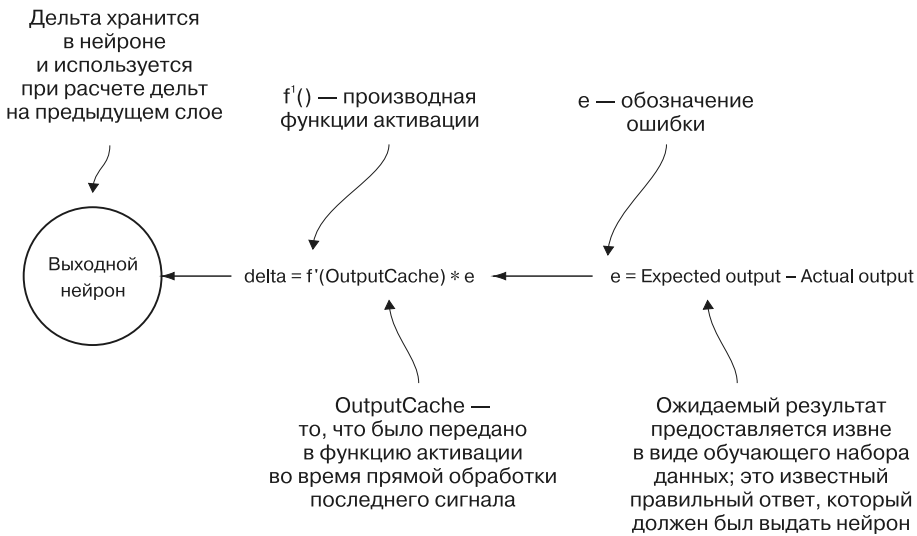 Дельта хранится
в нейроне
и используется
при расчете дельт
на предыдущем слое
f¹() — производная
функции активации
e — обозначение
ошибки
Выходной
нейрон
delta = f'(OutputCache) * e
e = Expected output – Actual output
OutputCache —
то, что было передано
в функцию активации
во время прямой обработки
последнего сигнала
Ожидаемый результат
предоставляется извне
в виде обучающего набора
данных; это известный
правильный ответ, который
должен был выдать нейрон